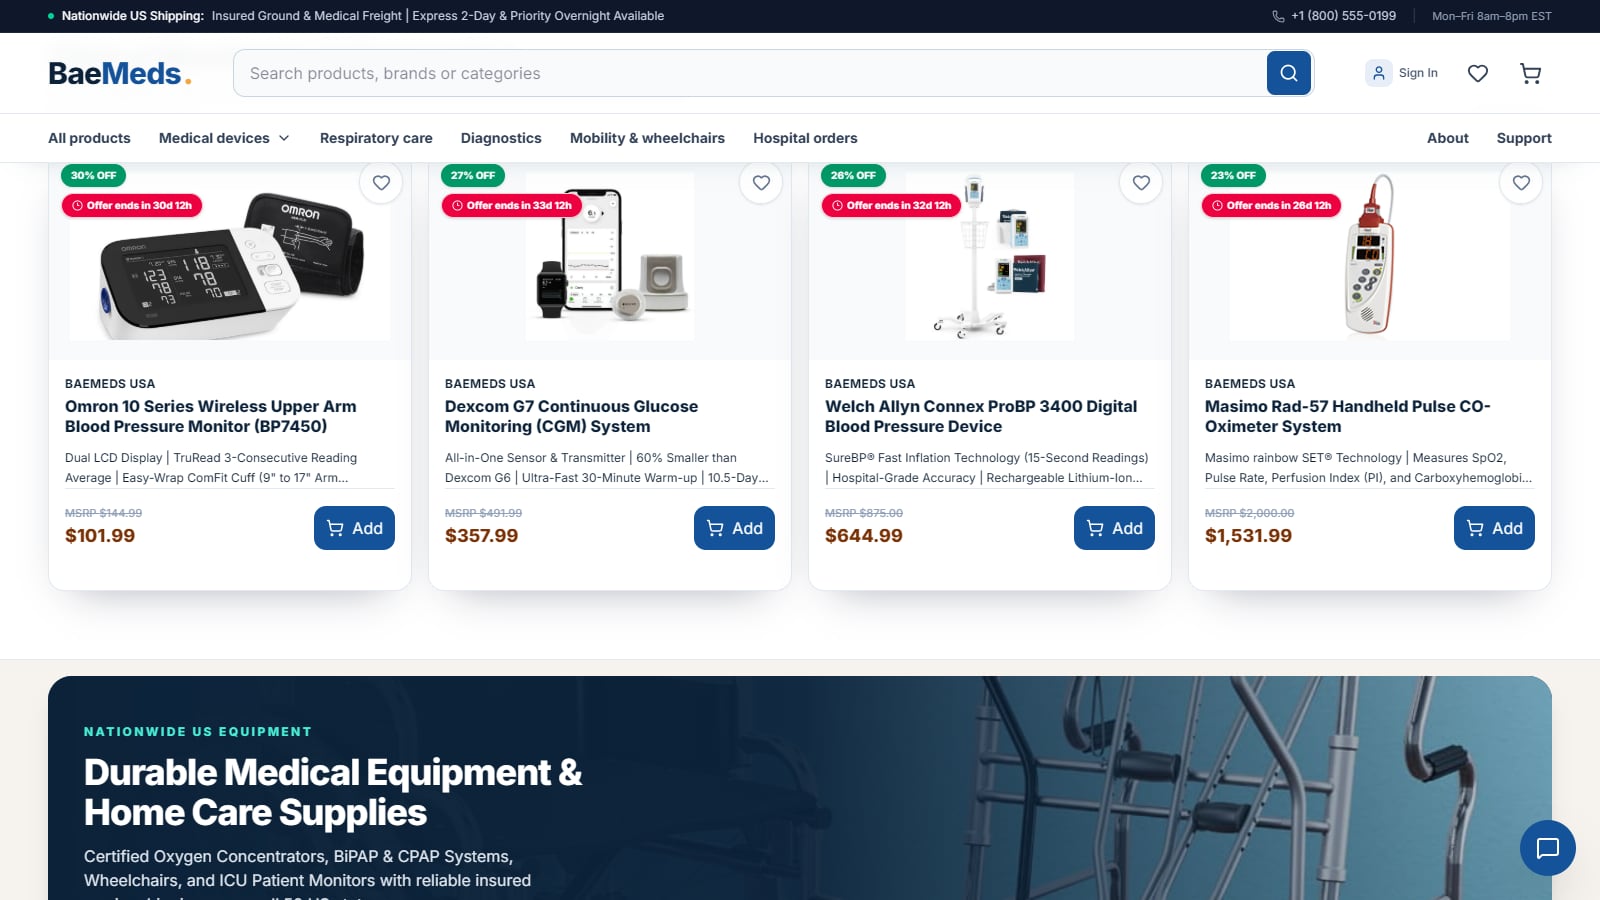 Nationwide US Shipping: Insured Ground & Medical Freight | Express 2-Day & Priority Overnight Available
+1 (800) 555-0199
Mon–Fri 8am–8pm EST
BaeMeds.
Search products, brands or categories
Sign In
All products
Medical devices
Respiratory care
Diagnostics
Mobility & wheelchairs
Hospital orders
About
Support
30% OFF
Offer ends in 30d 12h
OMRON
BAEMEDS USA
Omron 10 Series Wireless Upper Arm
Blood Pressure Monitor (BP7450)
Dual LCD Display | TruRead 3-Consecutive Reading
Average | Easy-Wrap ComFit Cuff (9" to 17" Arm...
MSRP $144.99
$101.99
Add
27% OFF
Offer ends in 33d 12h
BAEMEDS USA
Dexcom G7 Continuous Glucose
Monitoring (CGM) System
All-in-One Sensor & Transmitter | 60% Smaller than
Dexcom G6 | Ultra-Fast 30-Minute Warm-up | 10.5-Day...
MSRP $491.99
$357.99
Add
26% OFF
Offer ends in 32d 12h
BAEMEDS USA
Welch Allyn Connex ProBP 3400 Digital
Blood Pressure Device
SureBP® Fast Inflation Technology (15-Second Readings)
| Hospital-Grade Accuracy | Rechargeable Lithium-Ion...
MSRP $875.00
$644.99
Add
23% OFF
Offer ends in 26d 12h
BAEMEDS USA
Masimo Rad-57 Handheld Pulse CO-
Oximeter System
Masimo rainbow SET® Technology | Measures SpO2,
Pulse Rate, Perfusion Index (PI), and Carboxyhemoglobi...
MSRP $2,000.00
$1,531.99
Add
NATIONWIDE US EQUIPMENT
Durable Medical Equipment &
Home Care Supplies
Certified Oxygen Concentrators, BiPAP & CPAP Systems,
Wheelchairs, and ICU Patient Monitors with reliable insured